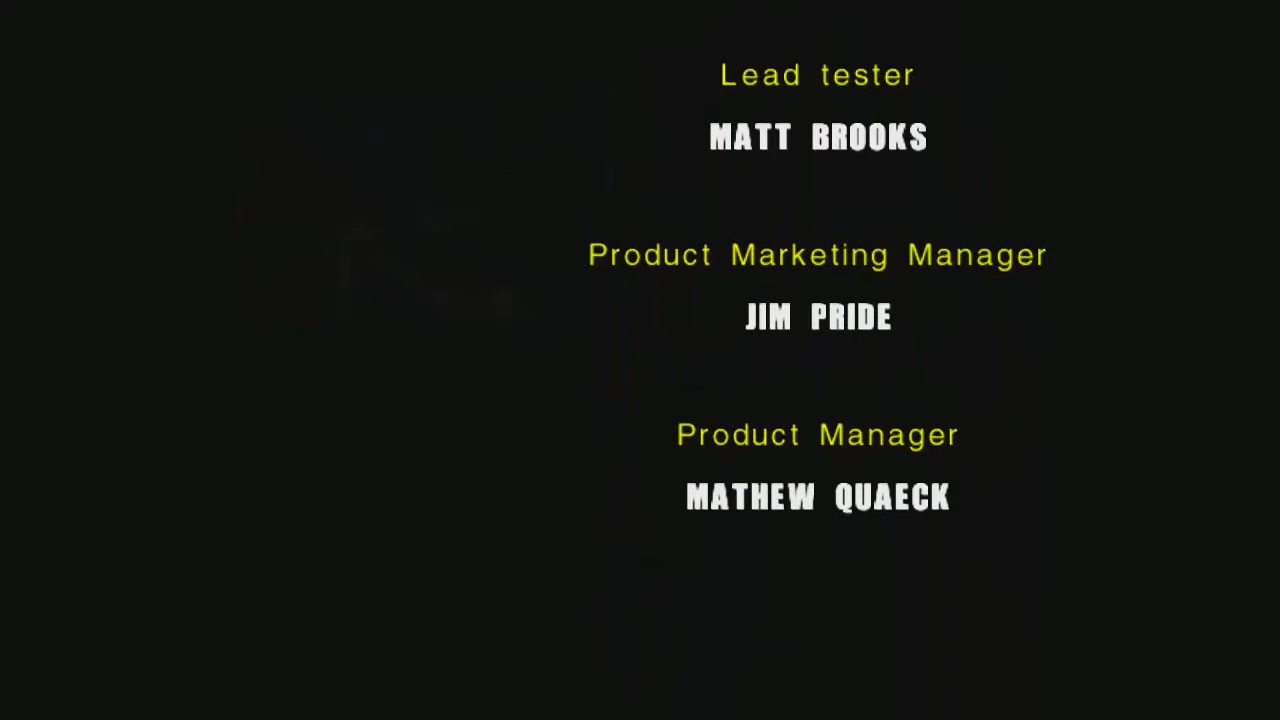 Lead tester
MATT BROOKS
Product Marketing Manager
JIM PRIDE
Product Manager
MATHEW QUAECK